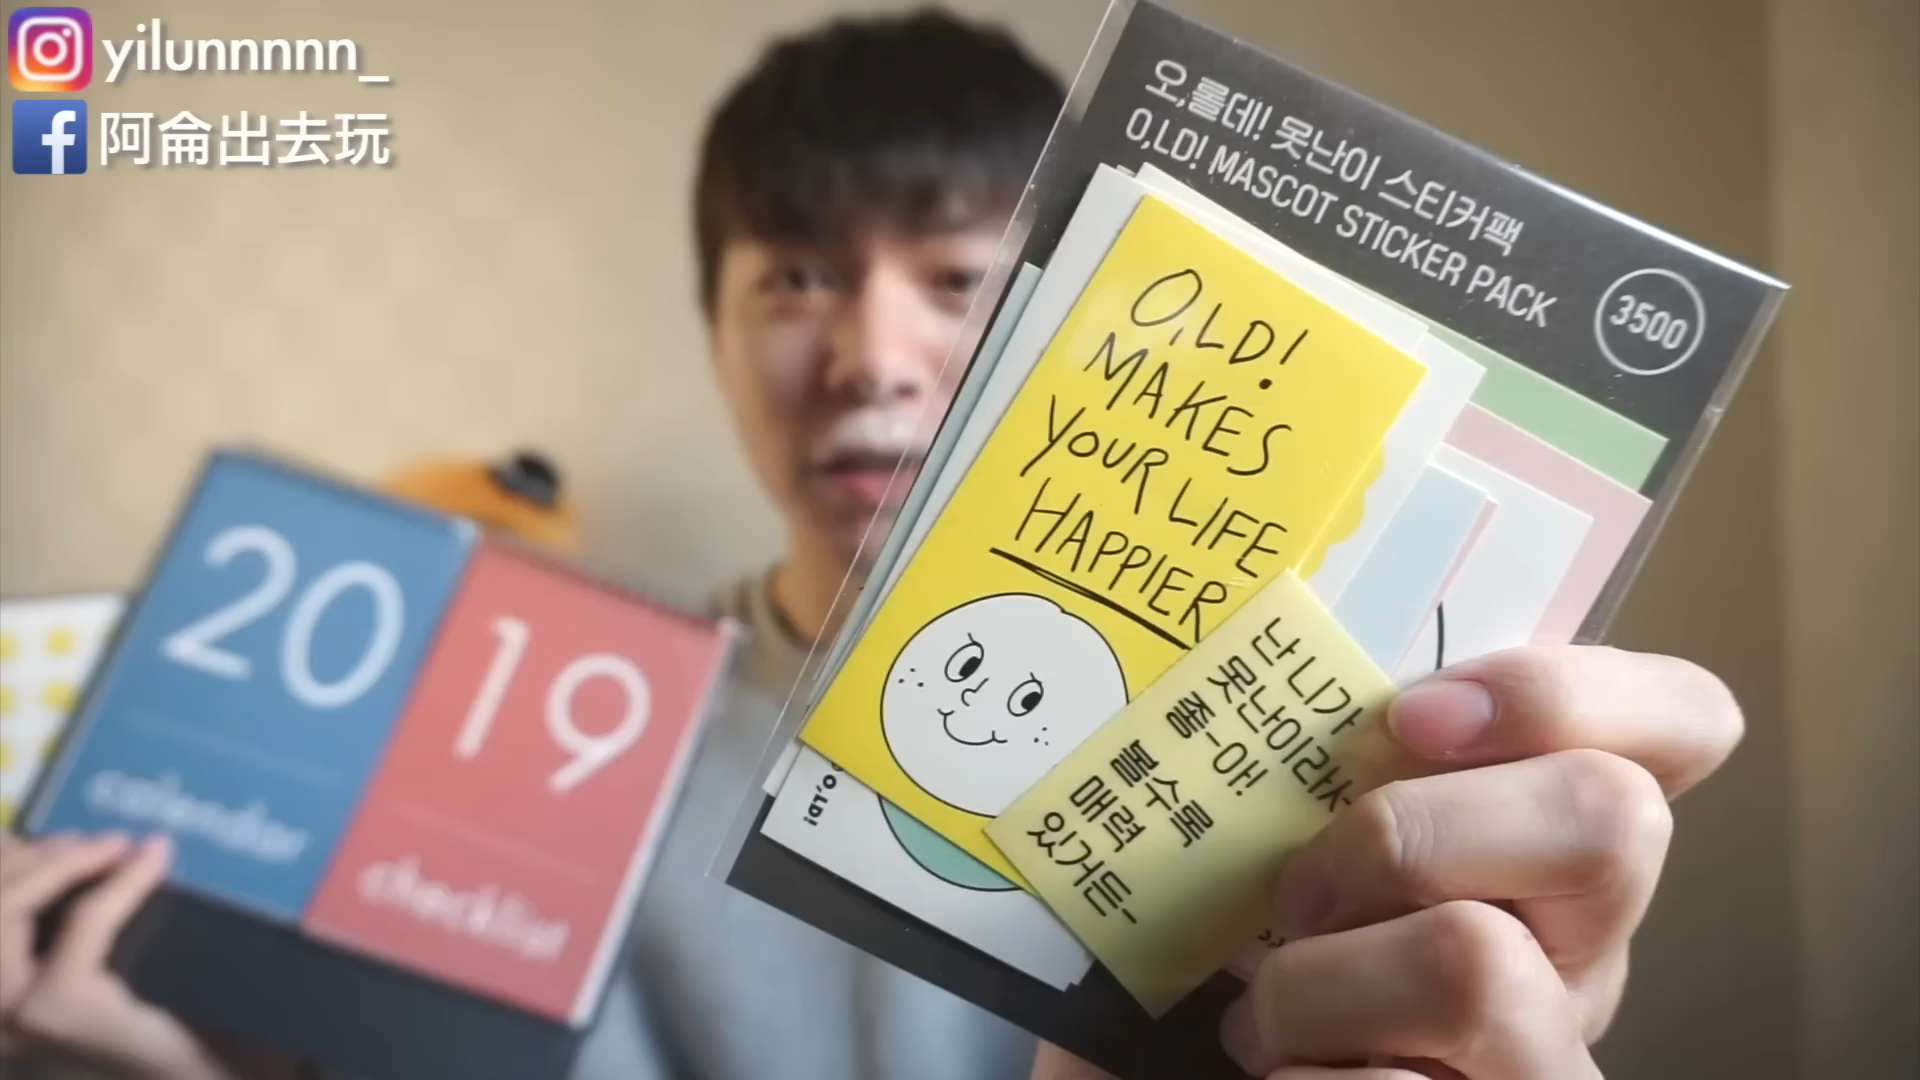 yilunnnnn_
阿侖出去玩
오,롤데! 못난이 스티커팩
O,LD! MASCOT STICKER PACK
3500
O,LD!
MAKES
YOUR LIFE
HAPPIER
난 니가
못난이라서
좋-아!
볼수록
매력
있거든-
O,LD!
20
19
calendar
checklist